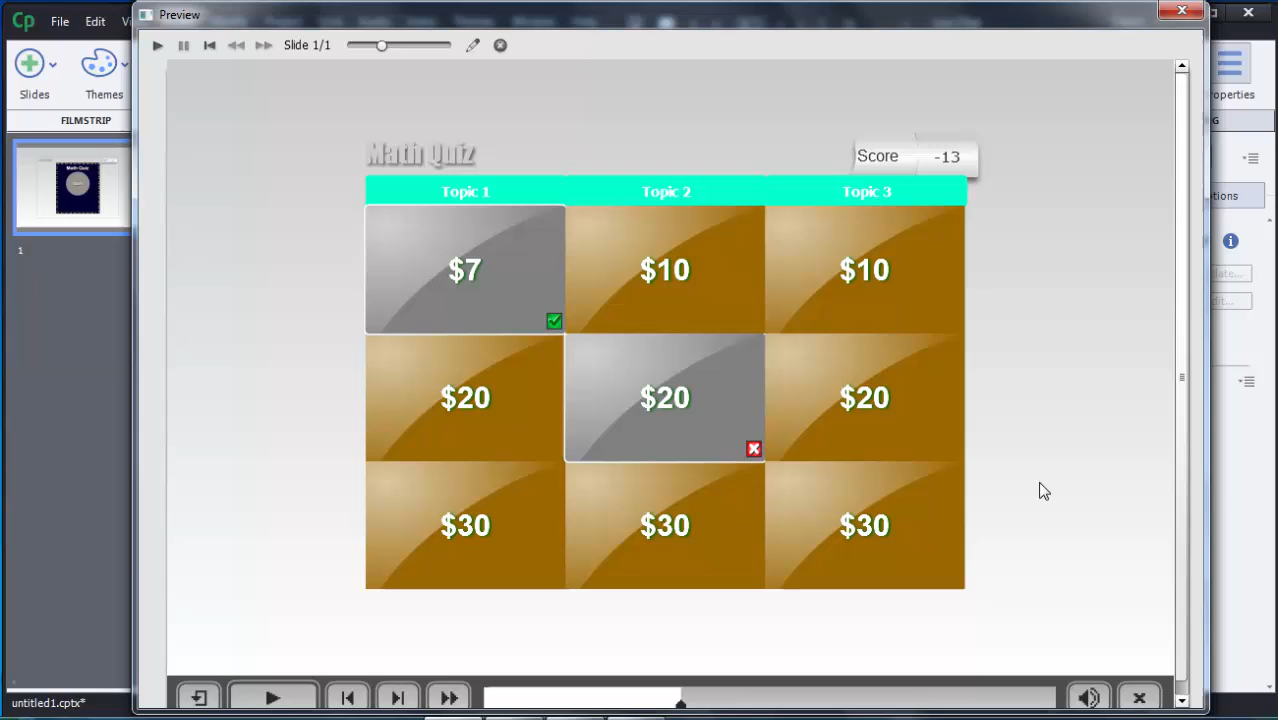 Preview
Cp File Edit
Slide 1/1
Slides Themes
roperties
FILMSTRIP
G
Math Quiz
Score -13
Topic 1 Topic 2 Topic 3
$7 $10 $10
$20 $20 $20
$30 $30 $30
1
tions
untitled1.cptx*